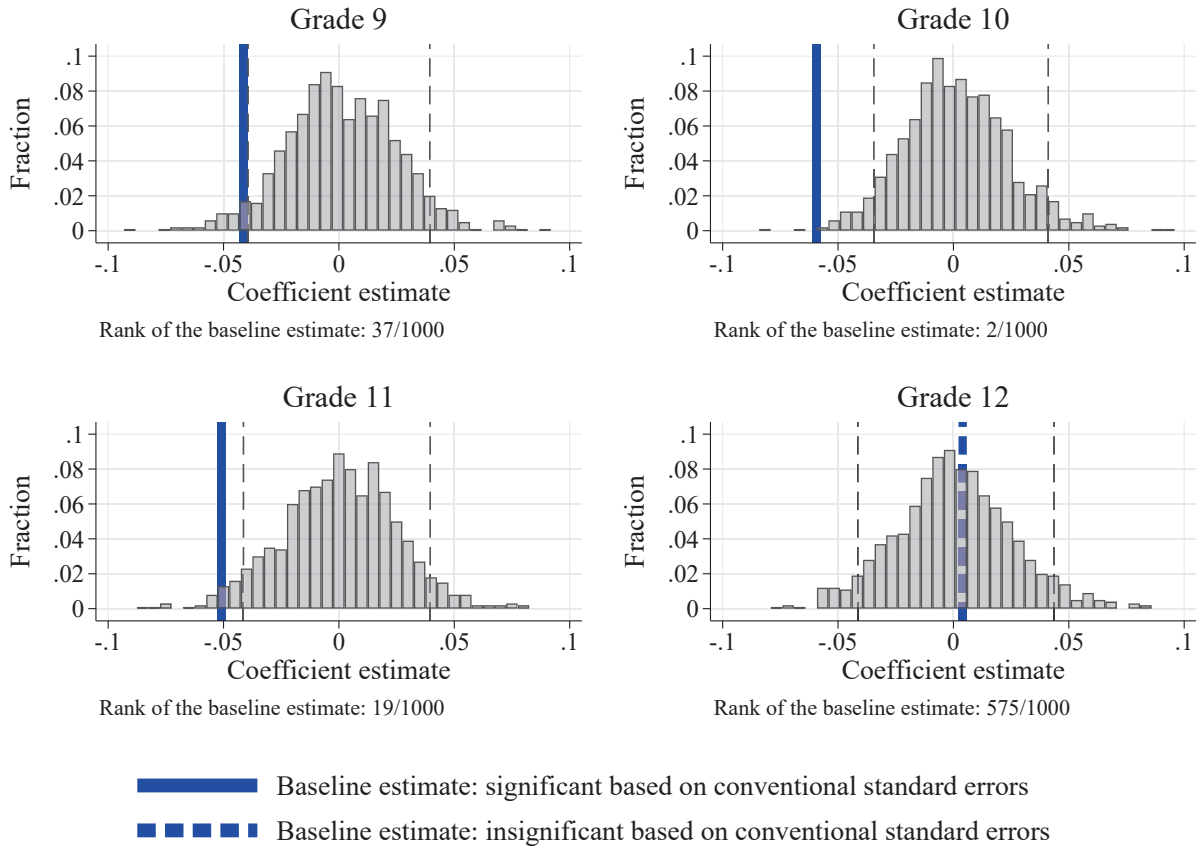 Grade 9
.1
.08
.06
.04
.02
0
Fraction
-.1 -.05 0 .05 .1
Coefficient estimate
Rank of the baseline estimate: 37/1000
Grade 10
.1
.08
.06
.04
.02
0
Fraction
-.1 -.05 0 .05 .1
Coefficient estimate
Rank of the baseline estimate: 2/1000
Grade 11
.1
.08
.06
.04
.02
0
Fraction
-.1 -.05 0 .05 .1
Coefficient estimate
Rank of the baseline estimate: 19/1000
Grade 12
.1
.08
.06
.04
.02
0
Fraction
-.1 -.05 0 .05 .1
Coefficient estimate
Rank of the baseline estimate: 575/1000
Baseline estimate: significant based on conventional standard errors
Baseline estimate: insignificant based on conventional standard errors